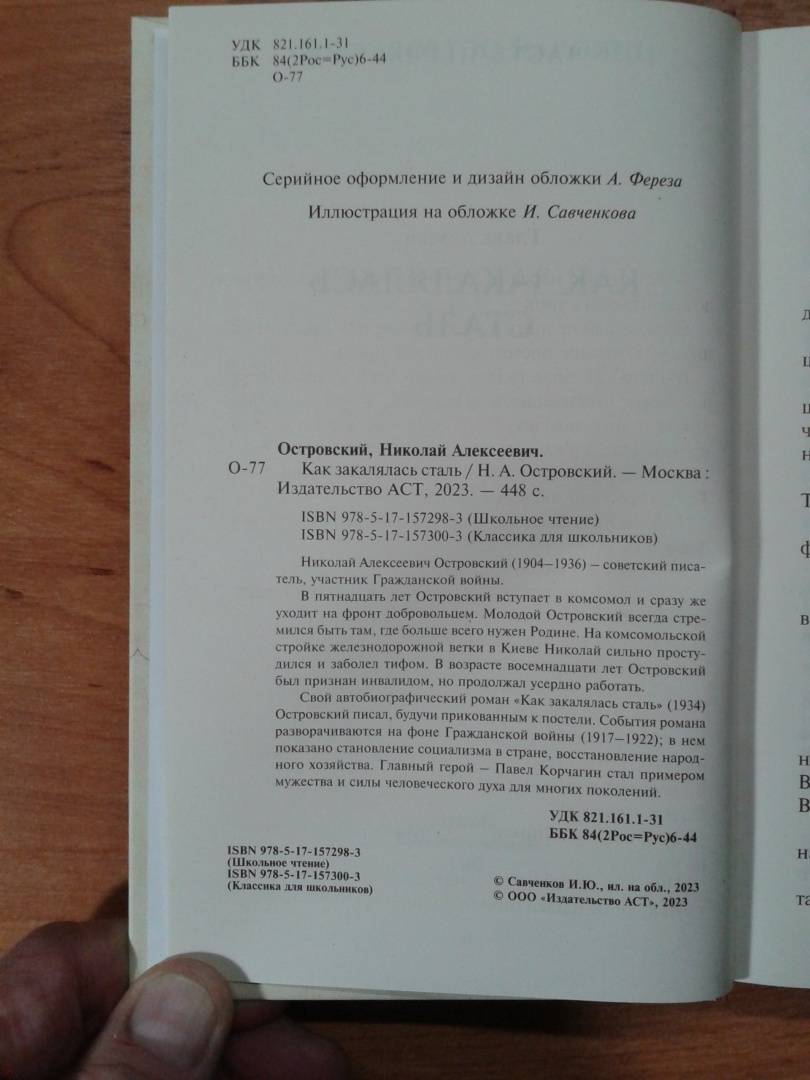 УДК 821.161.1-31
ББК 84(2Рос=Рус)6-44
О-77
Серийное оформление и дизайн обложки А. Фереза
Иллюстрация на обложке И. Савченкова
Островский, Николай Алексеевич.
О-77 Как закалялась сталь / Н. А. Островский. — Москва :
Издательство АСТ, 2023. — 448 с.
ISBN 978-5-17-157298-3 (Школьное чтение)
ISBN 978-5-17-157300-3 (Классика для школьников)
Николай Алексеевич Островский (1904–1936) – советский писа-
тель, участник Гражданской войны.
В пятнадцать лет Островский вступает в комсомол и сразу же
уходит на фронт добровольцем. Молодой Островский всегда стре-
мился быть там, где больше всего нужен Родине. На комсомольской
стройке железнодорожной ветки в Киеве Николай сильно просту-
дился и заболел тифом. В возрасте восемнадцати лет Островский
был признан инвалидом, но продолжал усердно работать.
Свой автобиографический роман «Как закалялась сталь» (1934)
Островский писал, будучи прикованным к постели. События романа
разворачиваются на фоне Гражданской войны (1917–1922); в нем
показано становление социализма в стране, восстановление народ-
ного хозяйства. Главный герой – Павел Корчагин стал примером
мужества и силы человеческого духа для многих поколений.
УДК 821.161.1-31
ББК 84(2Рос=Рус)6-44
ISBN 978-5-17-157298-3
(Школьное чтение)
ISBN 978-5-17-157300-3
(Классика для школьников)
© Савченков И.Ю., ил. на обл., 2023
© ООО «Издательство АСТ», 2023